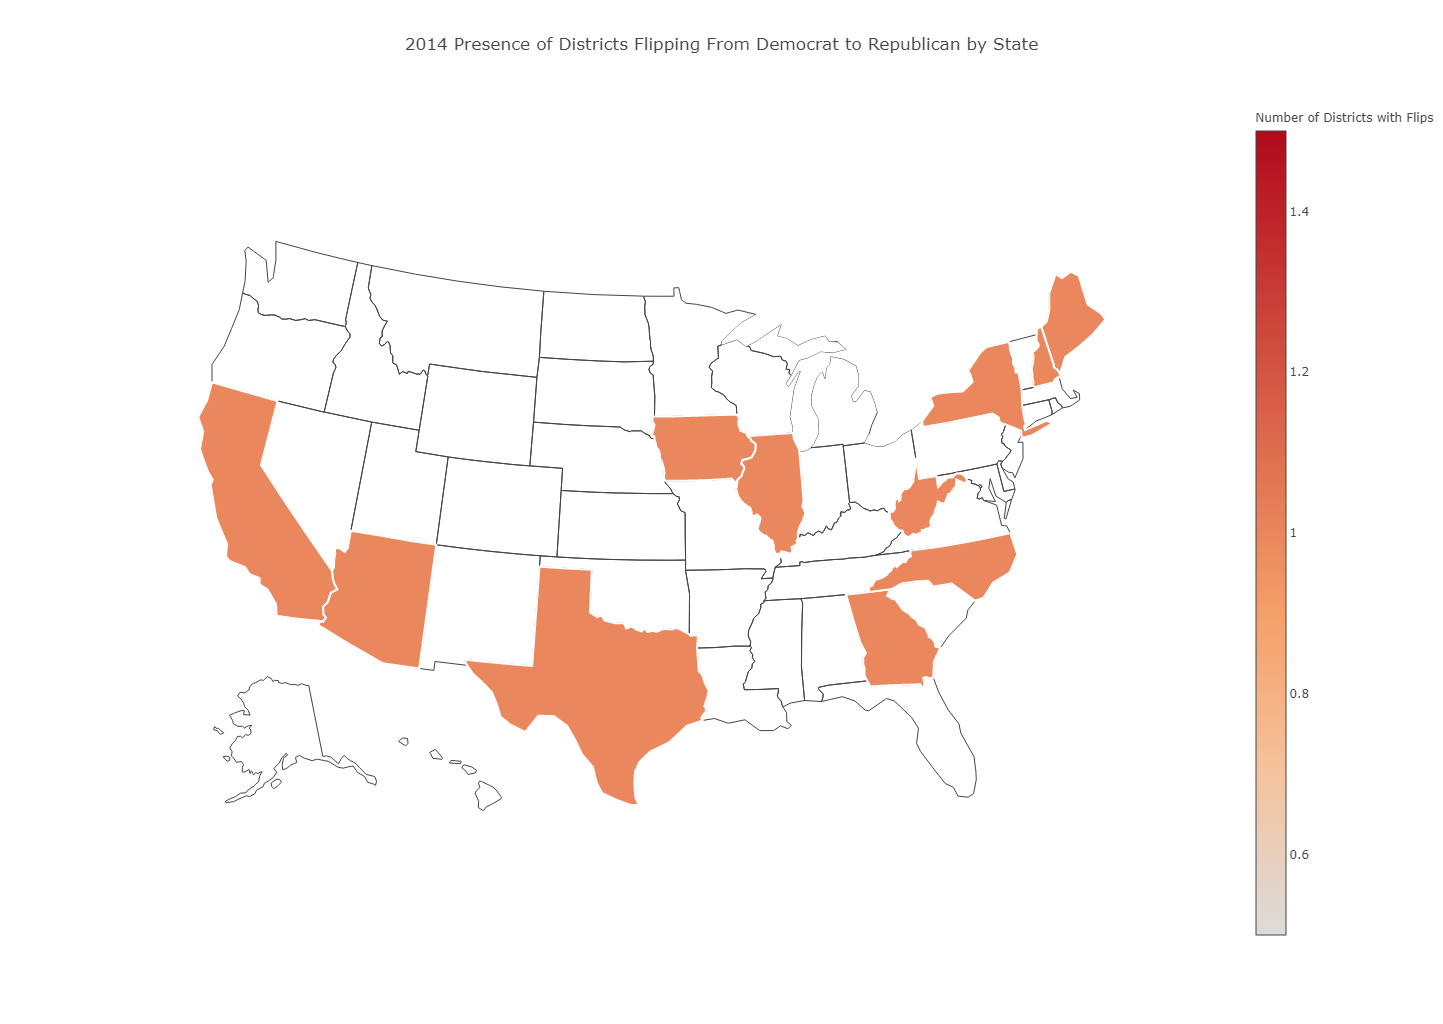 2014 Presence of Districts Flipping From Democrat to Republican by State
Number of Districts with Flips
1.4
1.2
1
0.8
0.6